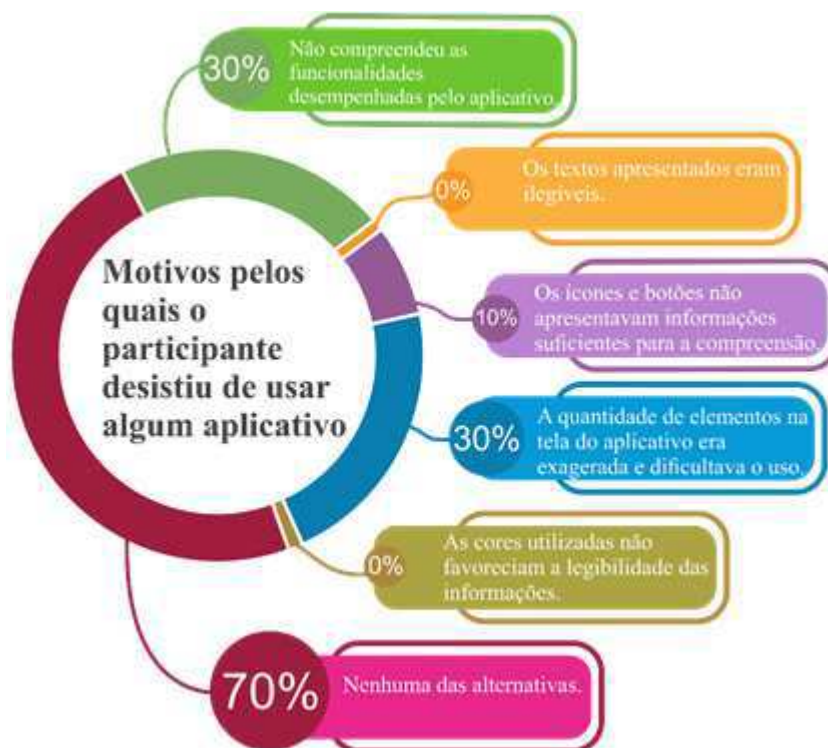 30%
Não compreendeu as
funcionalidades
desempenhadas pelo aplicativo
0%
Os textos apresentados eram
ilegíveis.
Motivos pelos
quais o
participante
desistiu de usar
algum aplicativo
10%
Os ícones e botões não
apresentavam informações
suficientes para a compreensão.
30%
A quantidade de elementos na
tela do aplicativo era
exagerada e dificultava o uso.
0%
As cores utilizadas não
favoreciam a legibilidade das
informações.
70%
Nenhuma das alternativas.